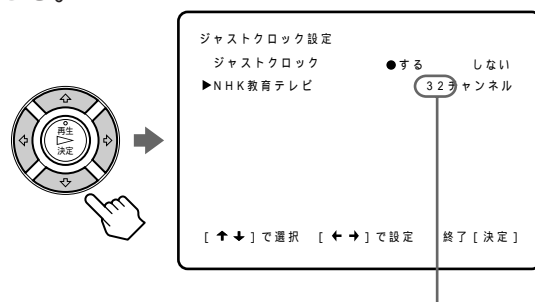 ジャストクロック設定
ジャストクロック ●する しない
▶NHK教育テレビ 32チャンネル
再生
決定
[↑↓]で選択 [←→]で設定 終了[決定]